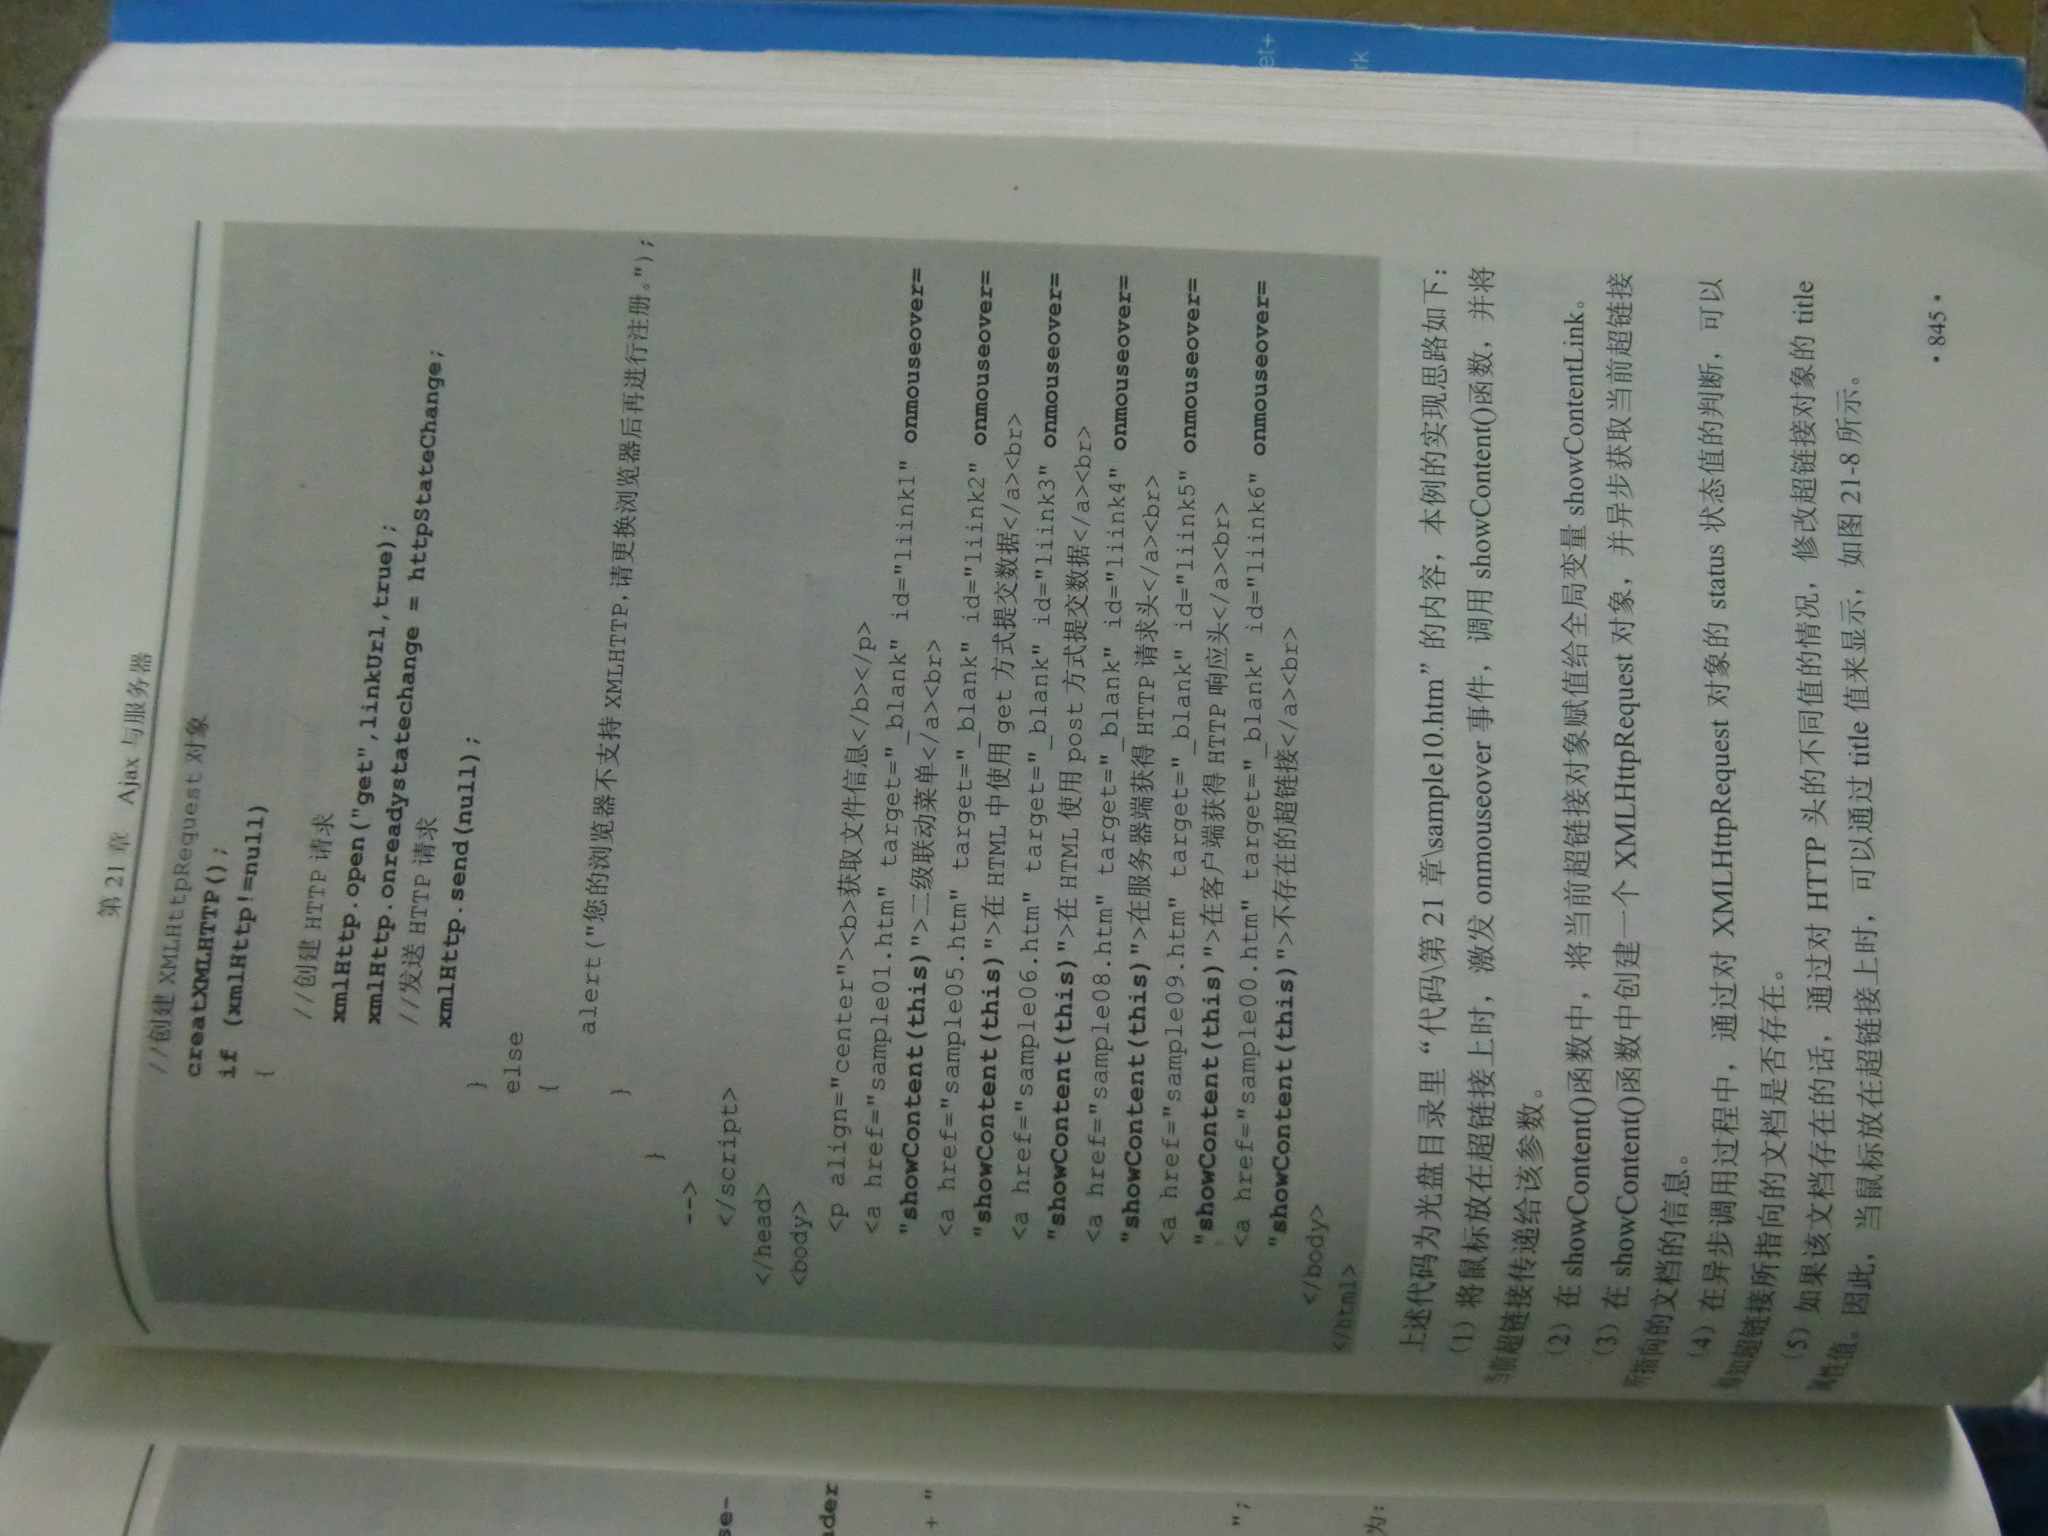 第 21 章 Ajax 与服务器
//创建 XMLHttpRequest 对象
creatXMLHTTP();
if (xmlHttp!=null)
{
//创建 HTTP 请求
xmlHttp.open("get",linkUrl,true);
xmlHttp.onreadystatechange = httpStateChange;
//发送 HTTP 请求
xmlHttp.send(null);
}
else
{
alert("您的浏览器不支持 XMLHTTP,请更换浏览器后再进行注册。");
}
}
-->
</script>
</head>
<body>
<p align="center"><b>获取文件信息</b></p>
<a href="sample01.htm" target="_blank" id="liink1" onmouseover=
"showContent(this)">二级联动菜单</a><br>
<a href="sample05.htm" target="_blank" id="liink2" onmouseover=
"showContent(this)">在 HTML 中使用 get 方式提交数据</a><br>
<a href="sample06.htm" target="_blank" id="liink3" onmouseover=
"showContent(this)">在 HTML 使用 post 方式提交数据</a><br>
<a href="sample08.htm" target="_blank" id="liink4" onmouseover=
"showContent(this)">在服务器端获得 HTTP 请求头</a><br>
<a href="sample09.htm" target="_blank" id="liink5" onmouseover=
"showContent(this)">在客户端获得 HTTP 响应头</a><br>
<a href="sample00.htm" target="_blank" id="liink6" onmouseover=
"showContent(this)">不存在的超链接</a><br>
</body>
</html>
上述代码为光盘目录里“代码\第 21 章\sample10.htm”的内容，本例的实现思路如下：
（1）将鼠标放在超链接上时，激发 onmouseover 事件，调用 showContent()函数，并将
当前超链接传递给该参数。
（2）在 showContent()函数中，将当前超链接对象赋值给全局变量 showContentLink。
（3）在 showContent()函数中创建一个 XMLHttpRequest 对象，并异步获取当前超链接
所指向的文档的信息。
（4）在异步调用过程中，通过对 XMLHttpRequest 对象的 status 状态值的判断，可以
得知超链接所指向的文档是否存在。
（5）如果该文档存在的话，通过对 HTTP 头的不同值的情况，修改超链接对象的 title
属性值。因此，当鼠标放在超链接上时，可以通过 title 值来显示，如图 21-8 所示。
• 845 •
et+
rk
se-
ader
+ "
";
为：